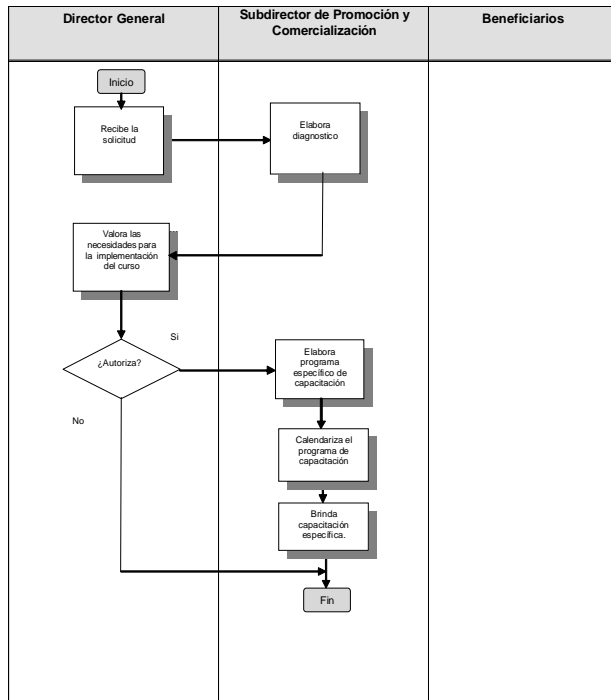 Director General
Subdirector de Promoción y
Comercialización
Beneficiarios
Inicio
Recibe la
solicitud
Elabora
diagnostico
Valora las
necesidades para
la implementación
del curso
Si
¿Autoriza?
Elabora
programa
específico de
capacitación
No
Calendariza el
programa de
capacitación
Brinda
capacitación
específica.
Fin